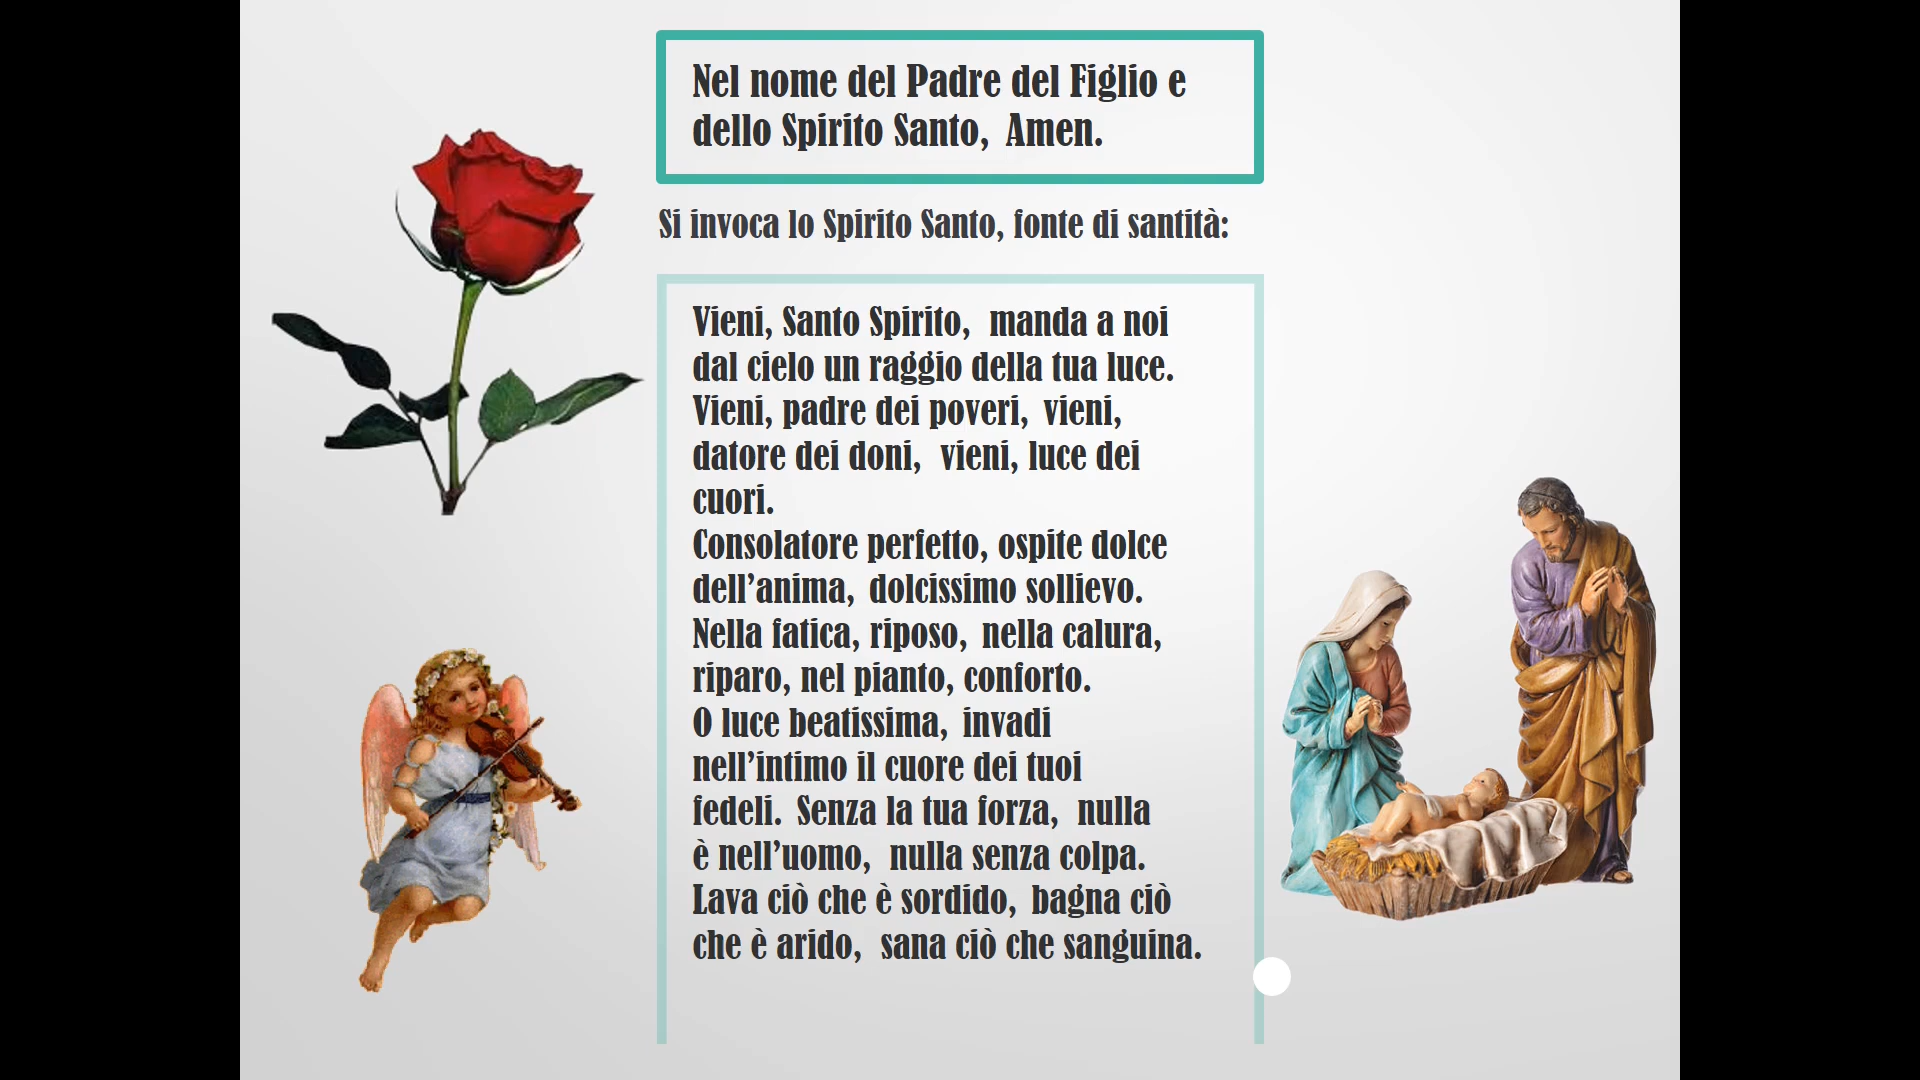 Nel nome del Padre del Figlio e
dello Spirito Santo, Amen.
Si invoca lo Spirito Santo, fonte di santità:
Vieni, Santo Spirito, manda a noi
dal cielo un raggio della tua luce.
Vieni, padre dei poveri, vieni,
datore dei doni, vieni, luce dei
cuori.
Consolatore perfetto, ospite dolce
dell’anima, dolcissimo sollievo.
Nella fatica, riposo, nella calura,
riparo, nel pianto, conforto.
O luce beatissima, invadi
nell’intimo il cuore dei tuoi
fedeli. Senza la tua forza, nulla
è nell’uomo, nulla senza colpa.
Lava ciò che è sordido, bagna ciò
che è arido, sana ciò che sanguina.